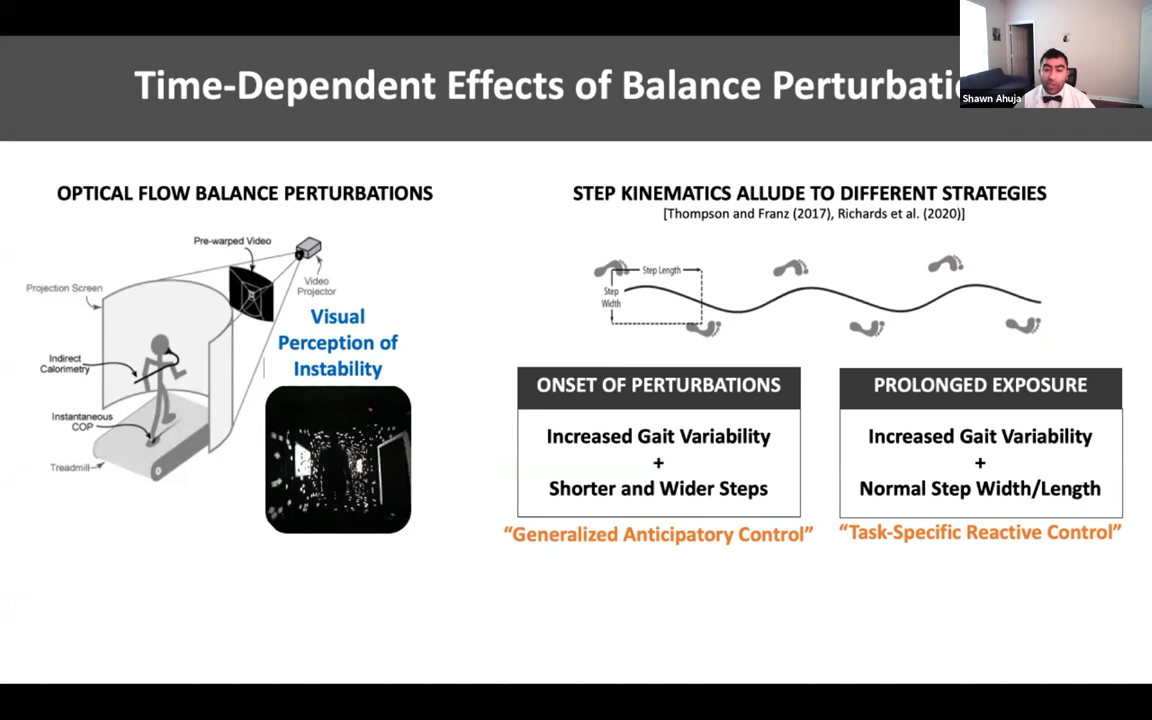 Time-Dependent Effects of Balance Perturbatio
Shawn Ahuja
OPTICAL FLOW BALANCE PERTURBATIONS
Pre-warped Video
Video
Projector
Projection Screen
Visual
Perception of
Instability
Indirect
Calorimetry
Instantaneous
COP
Treadmill
STEP KINEMATICS ALLUDE TO DIFFERENT STRATEGIES
[Thompson and Franz (2017), Richards et al. (2020)]
Step Length
Step
Width
ONSET OF PERTURBATIONS
Increased Gait Variability
+
Shorter and Wider Steps
“Generalized Anticipatory Control”
PROLONGED EXPOSURE
Increased Gait Variability
+
Normal Step Width/Length
“Task-Specific Reactive Control”